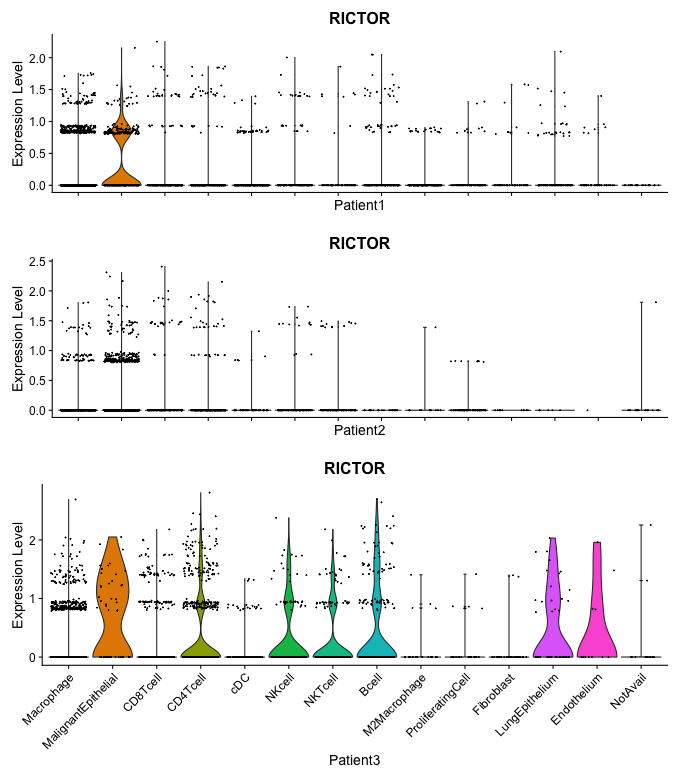 RICTOR
Expression Level
2.0
1.5
1.0
0.5
0.0
Patient1
RICTOR
Expression Level
2.5
2.0
1.5
1.0
0.5
0.0
Patient2
RICTOR
Expression Level
2
1
0
Macrophage
MalignantEpithelial
CD8Tcell
CD4Tcell
cDC
NKcell
NKTcell
Bcell
M2Macrophage
ProliferatingCell
Fibroblast
LungEpithelium
Endothelium
NotAvail
Patient3